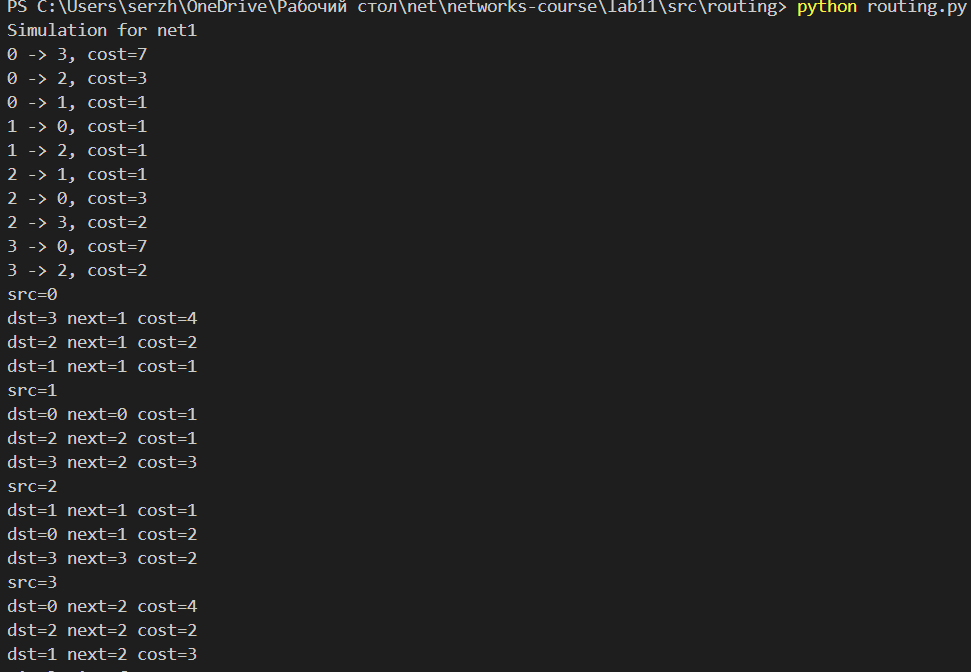 PS C:\Users\serzh\OneDrive\Рабочий стол\net\networks-course\lab11\src\routing> python routing.py
Simulation for net1
0 -> 3, cost=7
0 -> 2, cost=3
0 -> 1, cost=1
1 -> 0, cost=1
1 -> 2, cost=1
2 -> 1, cost=1
2 -> 0, cost=3
2 -> 3, cost=2
3 -> 0, cost=7
3 -> 2, cost=2
src=0
dst=3 next=1 cost=4
dst=2 next=1 cost=2
dst=1 next=1 cost=1
src=1
dst=0 next=0 cost=1
dst=2 next=2 cost=1
dst=3 next=2 cost=3
src=2
dst=1 next=1 cost=1
dst=0 next=1 cost=2
dst=3 next=3 cost=2
src=3
dst=0 next=2 cost=4
dst=2 next=2 cost=2
dst=1 next=2 cost=3